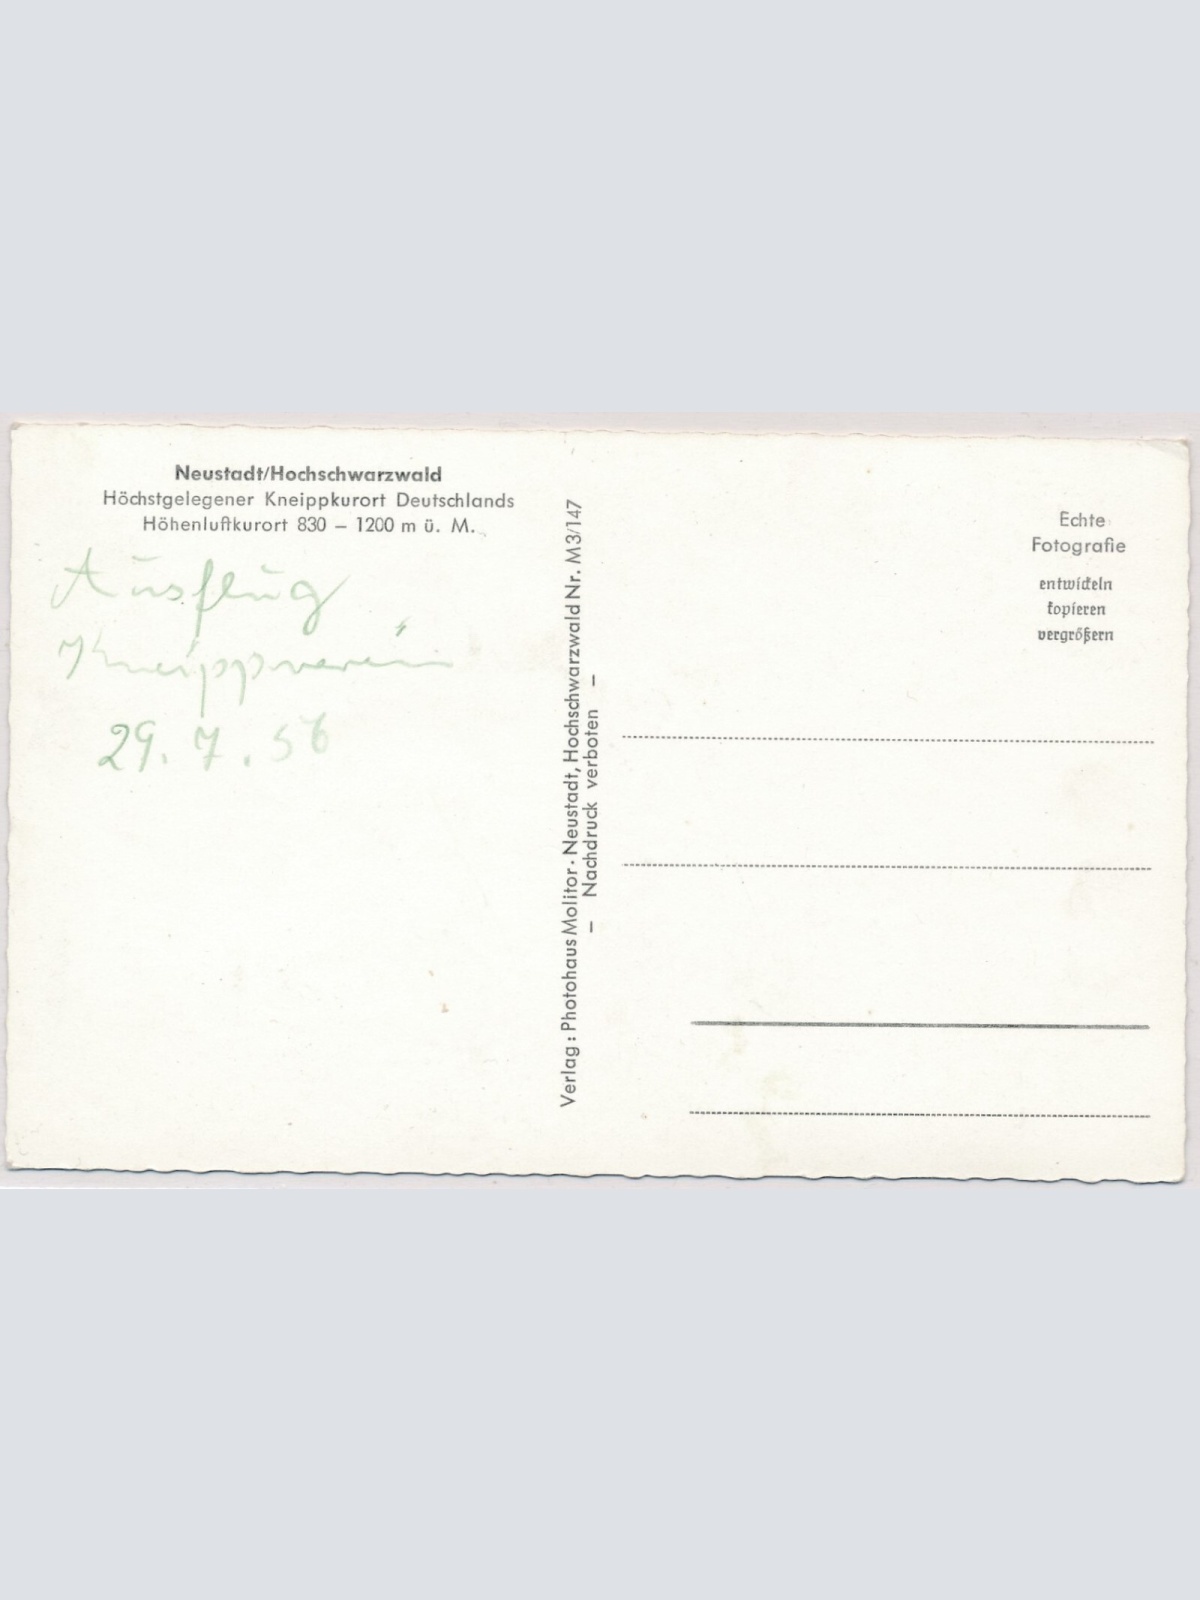 Neustadt/Hochschwarzwald
Höchstgelegener Kneippkurort Deutschlands
Höhenluftkurort 830 – 1200 m ü. M.
Ausflug
Kneippverein
29. 7. 56
Verlag: Photohaus Molitor · Neustadt, Hochschwarzwald Nr. M3/147
– Nachdruck verboten –
Echte
Fotografie
entwickeln
kopieren
vergrößern